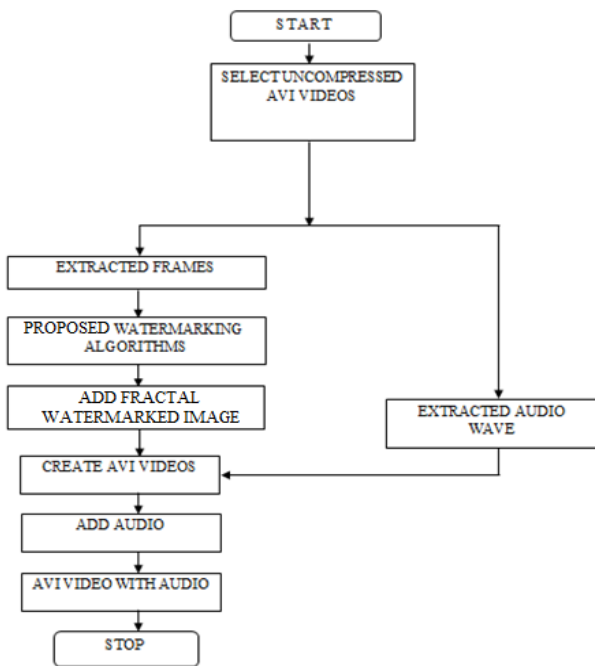 START
SELECT UNCOMPRESSED
AVI VIDEOS
EXTRACTED FRAMES
PROPOSED WATERMARKING
ALGORITHMS
ADD FRACTAL
WATERMARKED IMAGE
EXTRACTED AUDIO
WAVE
CREATE AVI VIDEOS
ADD AUDIO
AVI VIDEO WITH AUDIO
STOP